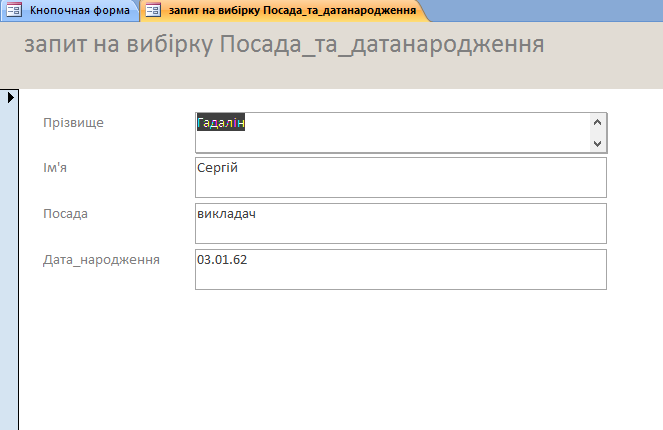 Кнопочная форма
запит на вибірку Посада_та_датанародження
запит на вибірку Посада_та_датанародження
Прізвище
Гадалін
Ім'я
Сергій
Посада
викладач
Дата_народження
03.01.62